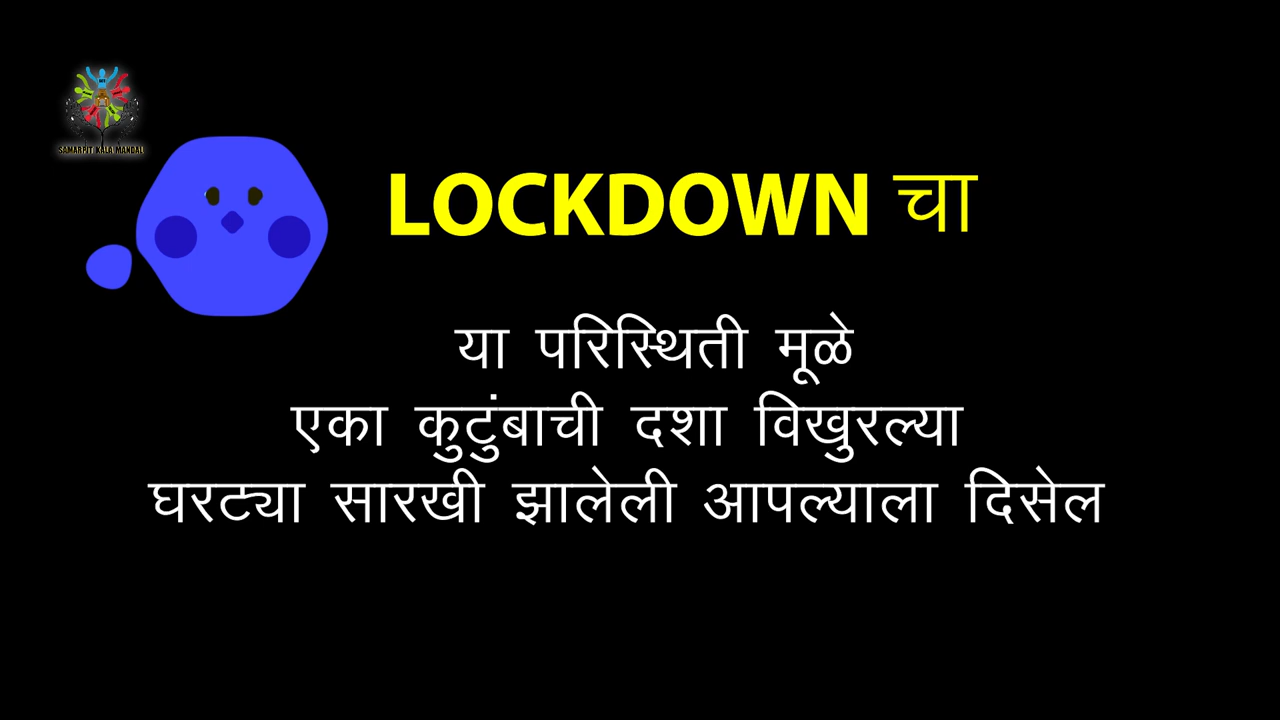 SAMARPIT KALA MANDAL
LOCKDOWN चा
या परिस्थिती मूळे
एका कुटुंबाची दशा विखुरल्या
घरट्या सारखी झालेली आपल्याला दिसेल